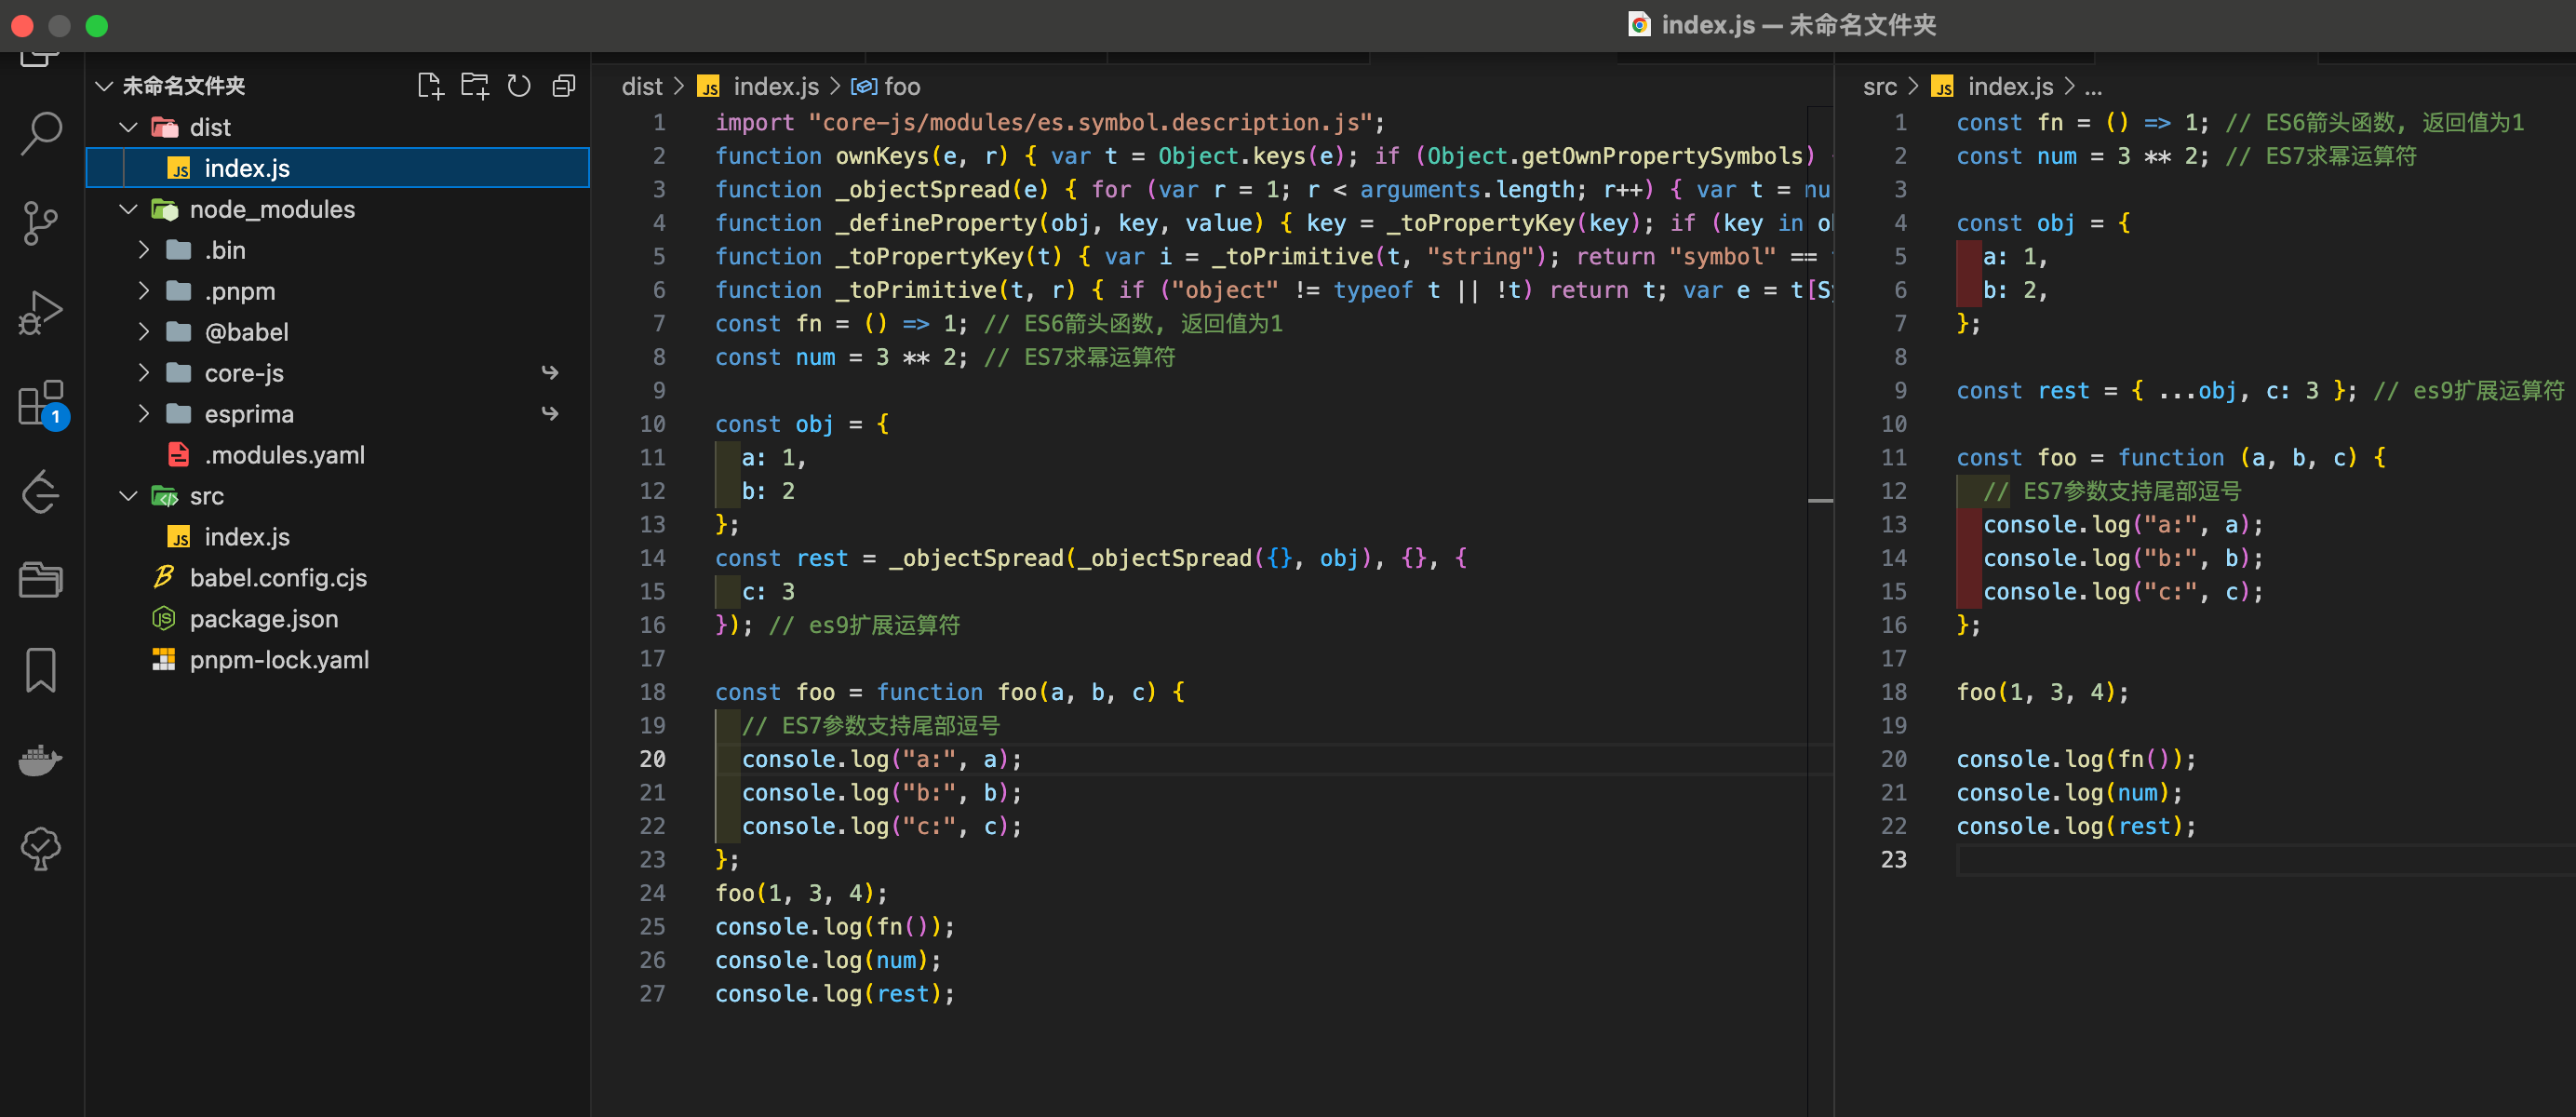 index.js — 未命名文件夹
未命名文件夹
dist
index.js
node_modules
.bin
.pnpm
@babel
core-js
esprima
.modules.yaml
src
index.js
babel.config.cjs
package.json
pnpm-lock.yaml
1
dist > index.js > foo
1 import "core-js/modules/es.symbol.description.js";
2 function ownKeys(e, r) { var t = Object.keys(e); if (Object.getOwnPropertySymbols)
3 function _objectSpread(e) { for (var r = 1; r < arguments.length; r++) { var t = nu
4 function _defineProperty(obj, key, value) { key = _toPropertyKey(key); if (key in o
5 function _toPropertyKey(t) { var i = _toPrimitive(t, "string"); return "symbol" ==
6 function _toPrimitive(t, r) { if ("object" != typeof t || !t) return t; var e = t[S
7 const fn = () => 1; // ES6箭头函数, 返回值为1
8 const num = 3 ** 2; // ES7求幂运算符
9
10 const obj = {
11 a: 1,
12 b: 2
13 };
14 const rest = _objectSpread(_objectSpread({}, obj), {}, {
15 c: 3
16 }); // es9扩展运算符
17
18 const foo = function foo(a, b, c) {
19 // ES7参数支持尾部逗号
20 console.log("a:", a);
21 console.log("b:", b);
22 console.log("c:", c);
23 };
24 foo(1, 3, 4);
25 console.log(fn());
26 console.log(num);
27 console.log(rest);
src > index.js > ...
1 const fn = () => 1; // ES6箭头函数, 返回值为1
2 const num = 3 ** 2; // ES7求幂运算符
3
4 const obj = {
5 a: 1,
6 b: 2,
7 };
8
9 const rest = { ...obj, c: 3 }; // es9扩展运算符
10
11 const foo = function (a, b, c) {
12 // ES7参数支持尾部逗号
13 console.log("a:", a);
14 console.log("b:", b);
15 console.log("c:", c);
16 };
17
18 foo(1, 3, 4);
19
20 console.log(fn());
21 console.log(num);
22 console.log(rest);
23